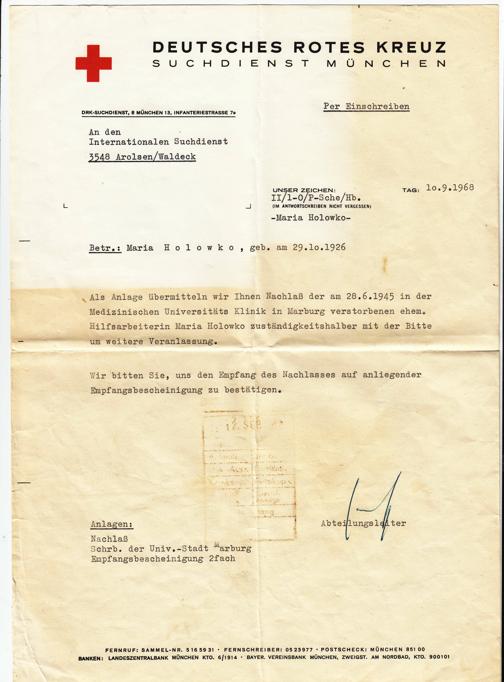 DEUTSCHES ROTES KREUZ
SUCHDIENST MÜNCHEN
Per Einschreiben
DRK-SUCHDIENST, 8 MÜNCHEN 13, INFANTERIESTRASSE 7a
An den
Internationalen Suchdienst
3548 Arolsen/Waldeck
UNSER ZEICHEN: TAG: 10.9.1968
II/1-O/P-Sche/Hb.
(IM ANTWORTSCHREIBEN NICHT VERGESSEN)
-Maria Holowko-
Betr.: Maria H o l o w k o , geb. am 29.10.1926
Als Anlage übermitteln wir Ihnen Nachlaß der am 28.6.1945 in der
Medizinischen Universitäts Klinik in Marburg verstorbenen ehem.
Hilfsarbeiterin Maria Holowko zuständigkeitshalber mit der Bitte
um weitere Veranlassung.
Wir bitten Sie, uns den Empfang des Nachlasses auf anliegender
Empfangsbescheinigung zu bestätigen.
SEP
Anlagen: Abteilungsleiter
Nachlaß
Schrb. der Univ.-Stadt Marburg
Empfangsbescheinigung 2fach
FERNRUF: SAMMEL-NR. 5165931 · FERNSCHREIBER: 0523977 · POSTSCHECK: MÜNCHEN 85100
BANKEN: LANDESZENTRALBANK MÜNCHEN KTO. 6/1914 · BAYER. VEREINSBANK MÜNCHEN, ZWEIGST. AM NORDBAD, KTO. 900101